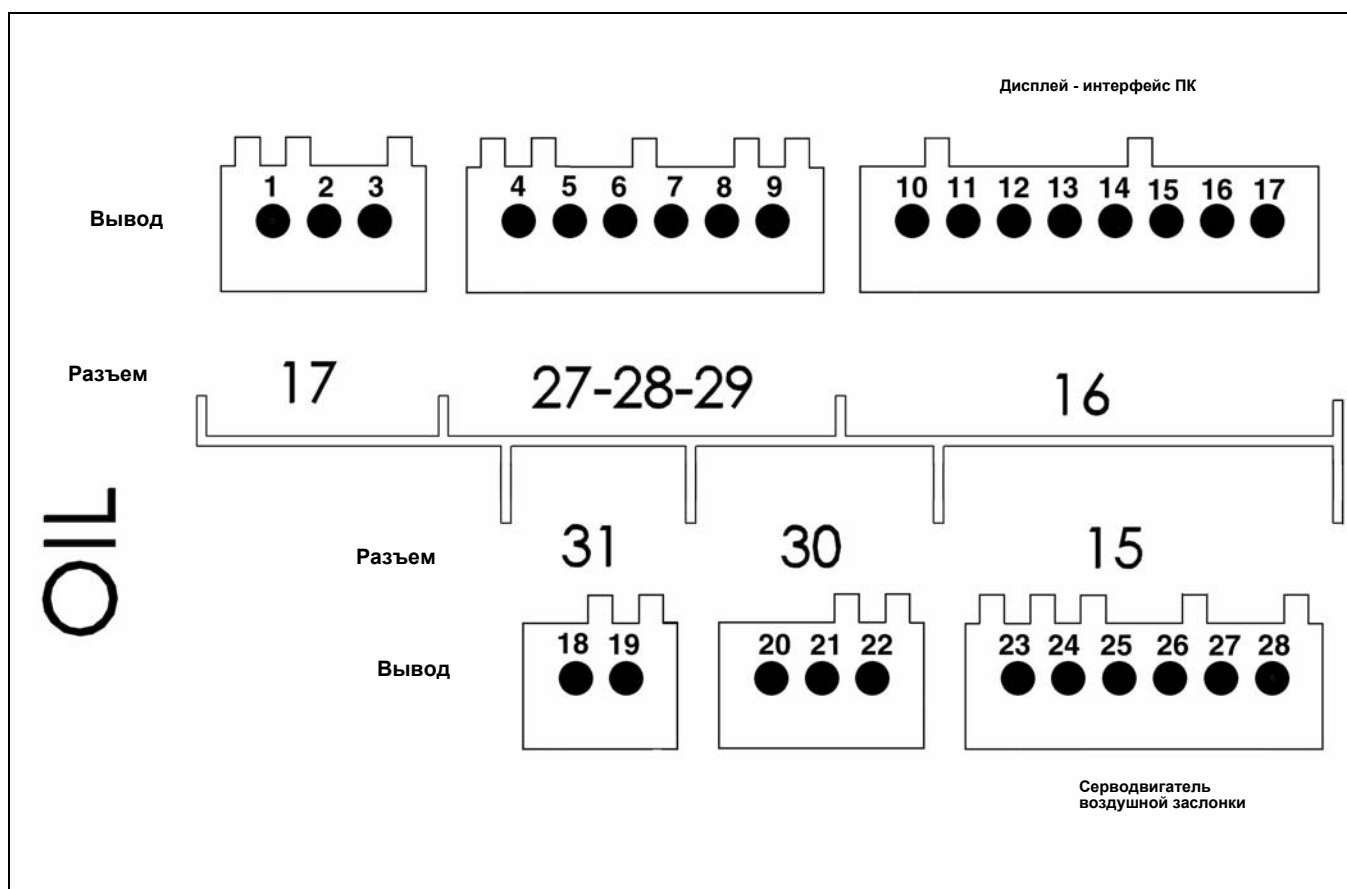 Дисплей - интерфейс ПК
1 2 3 4 5 6 7 8 9 10 11 12 13 14 15 16 17
Вывод
Разъем 17 27-28-29 16
OIL
Разъем 31 30 15
18 19 20 21 22 23 24 25 26 27 28
Вывод
Серводвигатель
воздушной заслонки